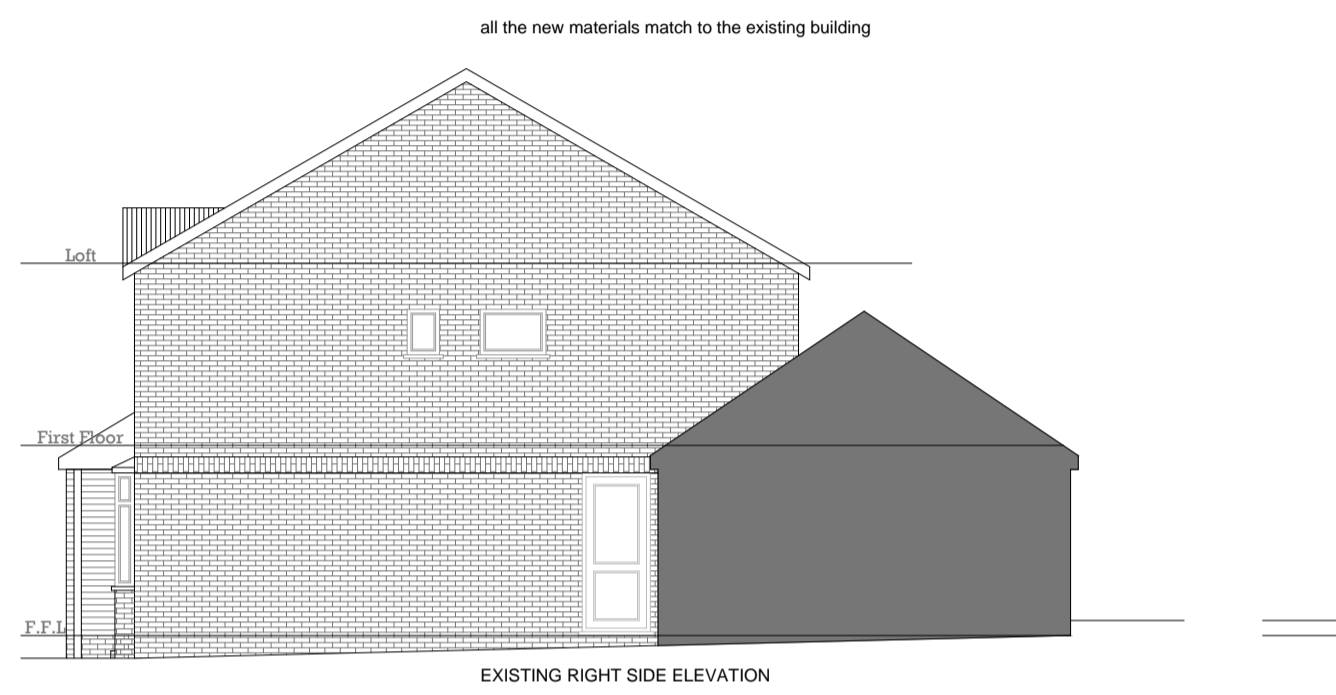 all the new materials match to the existing building
Loft
First Floor
F.F.L
EXISTING RIGHT SIDE ELEVATION